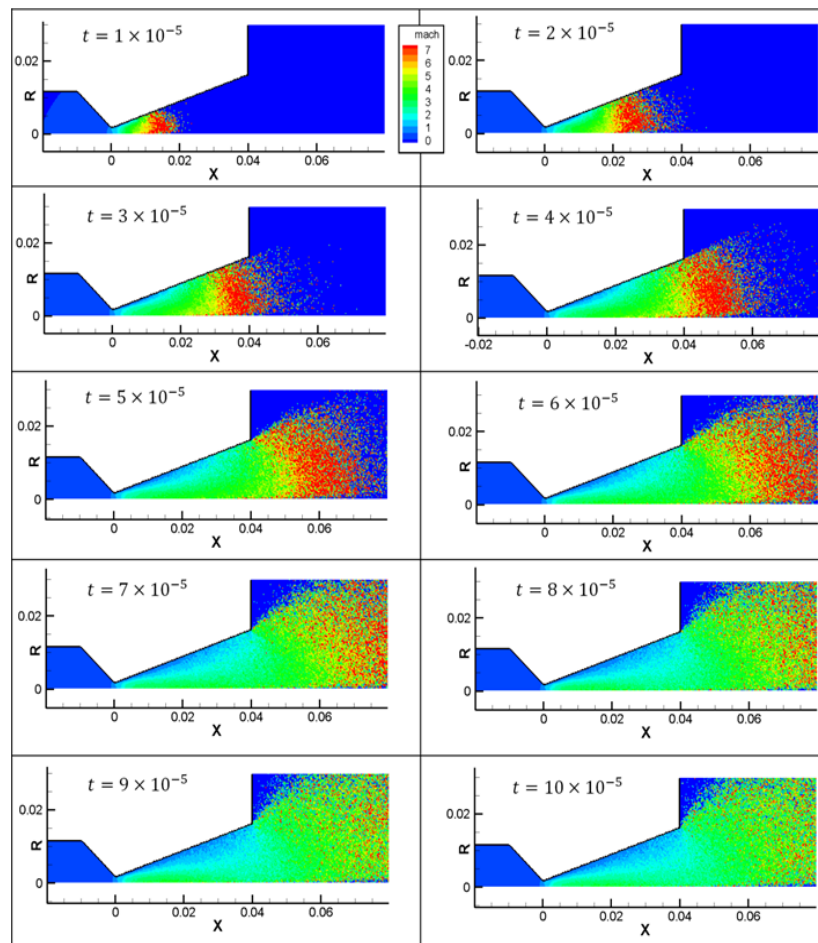 t = 1 × 10⁻⁵
0.02
R
0
0
0.02
0.04
0.06
X
mach
7
6
5
4
3
2
1
0
t = 2 × 10⁻⁵
0.02
R
0
0
0.02
0.04
0.06
X
t = 3 × 10⁻⁵
0.02
R
0
0
0.02
0.04
0.06
X
t = 4 × 10⁻⁵
0.02
R
0
-0.02
0
0.02
0.04
0.06
X
t = 5 × 10⁻⁵
0.02
R
0
0
0.02
0.04
0.06
X
t = 6 × 10⁻⁵
0.02
R
0
0
0.02
0.04
0.06
X
t = 7 × 10⁻⁵
0.02
R
0
0
0.02
0.04
0.06
X
t = 8 × 10⁻⁵
0.02
R
0
0
0.02
0.04
0.06
X
t = 9 × 10⁻⁵
0.02
R
0
0
0.02
0.04
0.06
X
t = 10 × 10⁻⁵
0.02
R
0
0
0.02
0.04
0.06
X